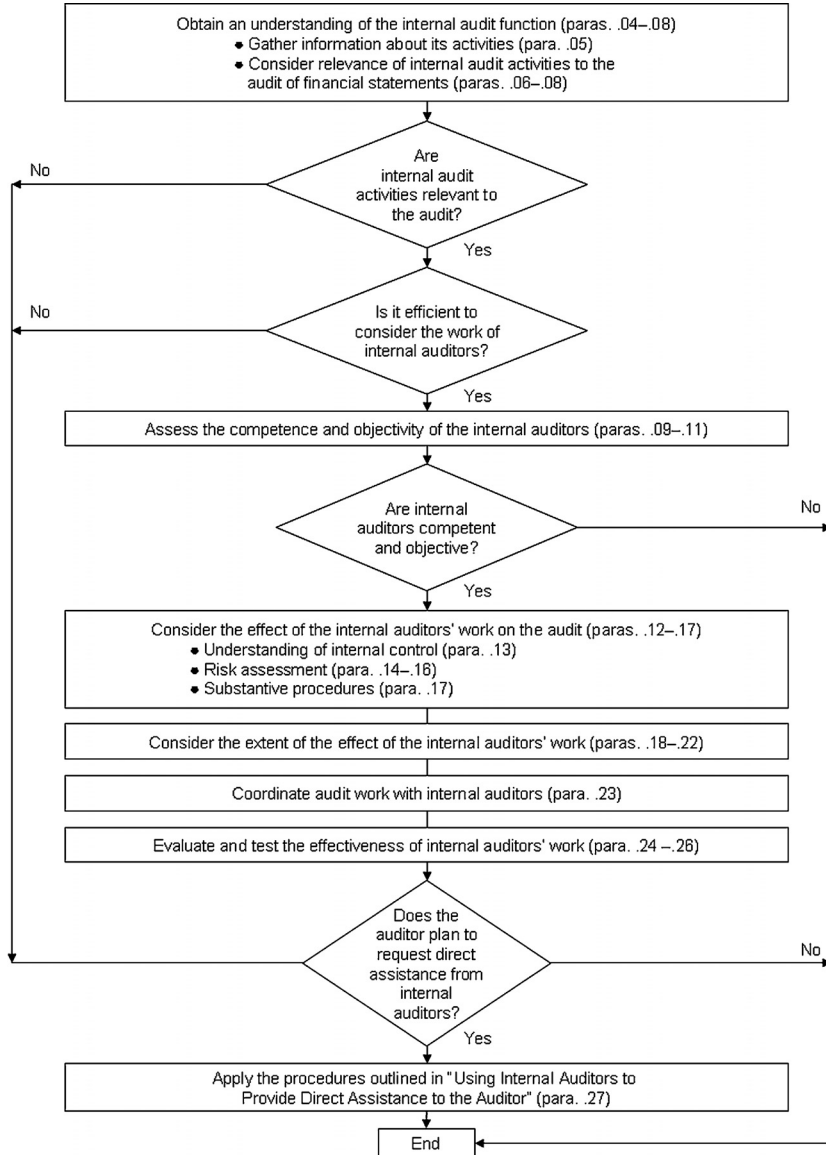 Obtain an understanding of the internal audit function (paras. .04–.08)
● Gather information about its activities (para. .05)
● Consider relevance of internal audit activities to the
audit of financial statements (paras. .06–.08)
Are
internal audit
activities relevant to
the audit?
No
Yes
Is it efficient to
consider the work of
internal auditors?
No
Yes
Assess the competence and objectivity of the internal auditors (paras. .09–.11)
Are internal
auditors competent
and objective?
No
Yes
Consider the effect of the internal auditors' work on the audit (paras. .12–.17)
● Understanding of internal control (para. .13)
● Risk assessment (para. .14–.16)
● Substantive procedures (para. .17)
Consider the extent of the effect of the internal auditors' work (paras. .18–.22)
Coordinate audit work with internal auditors (para. .23)
Evaluate and test the effectiveness of internal auditors' work (para. .24 –.26)
Does the
auditor plan to
request direct
assistance from
internal
auditors?
No
Yes
Apply the procedures outlined in "Using Internal Auditors to
Provide Direct Assistance to the Auditor" (para. .27)
End